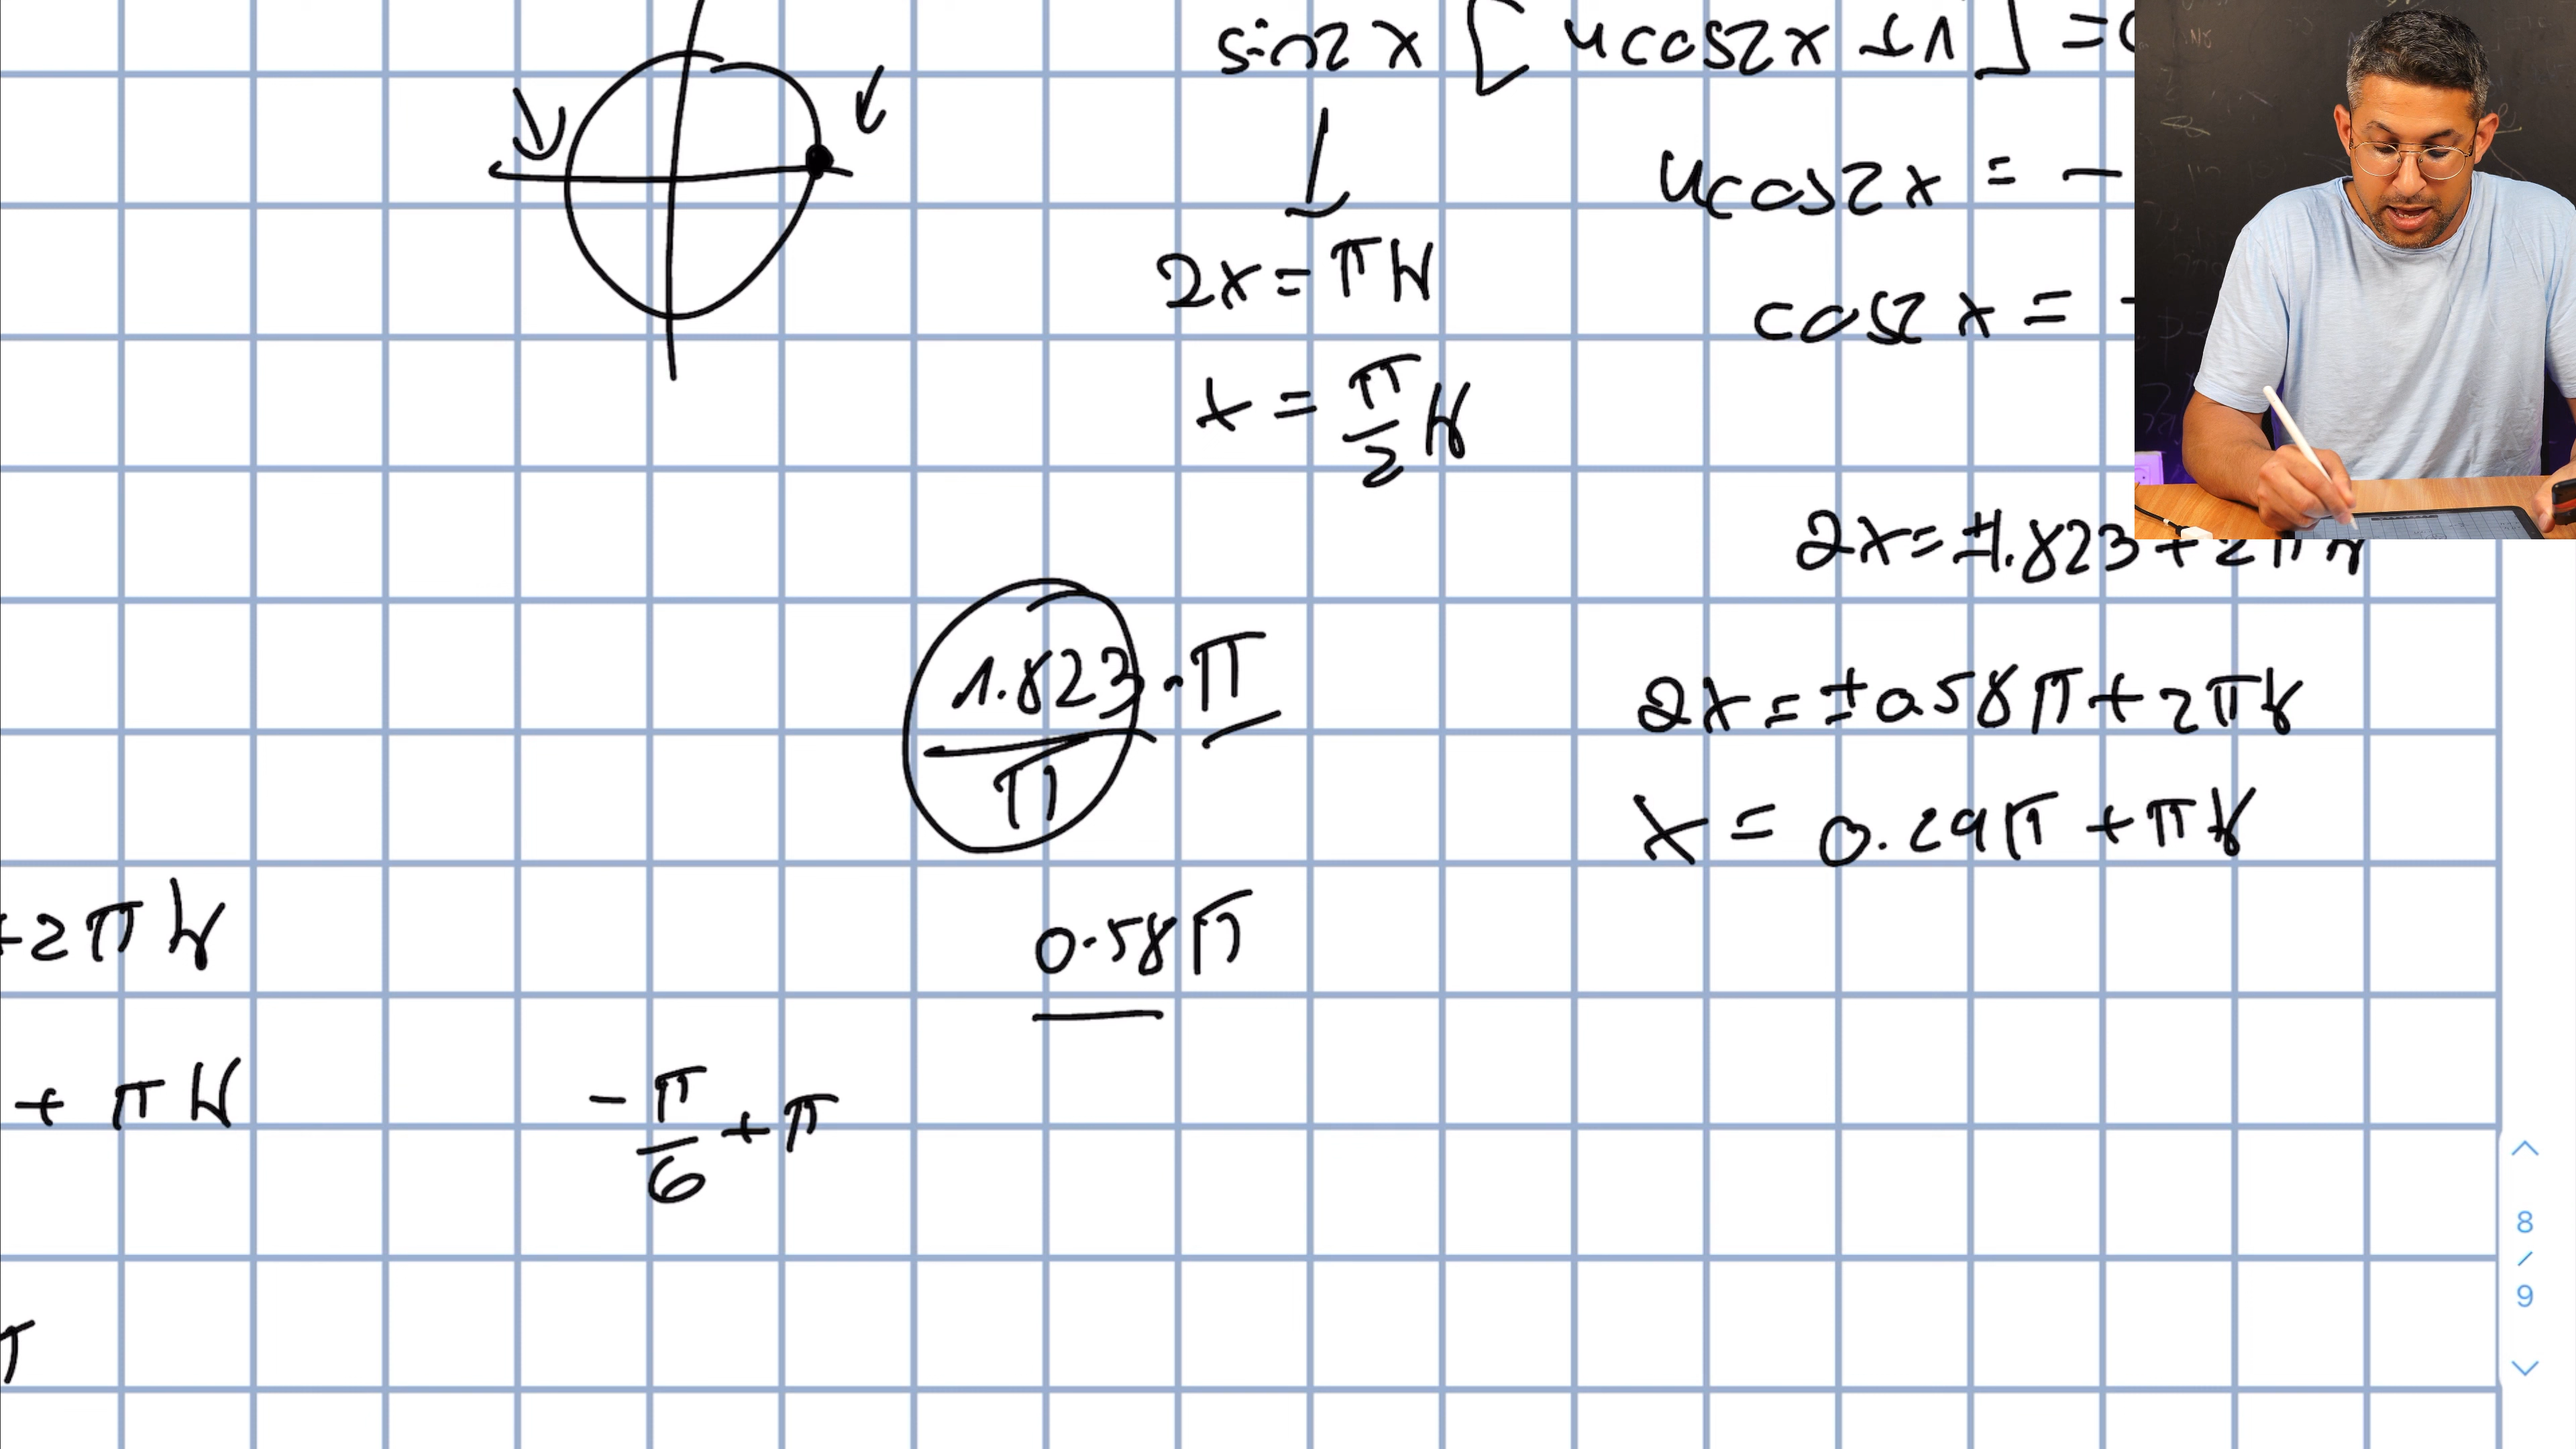 sin2x [ 4cos2x + 1 ] = 0
4cos2x = -
2x = πk
cos2x = -
x = π/2 k
2x = ±1.823 + 2πk
1.823/π · π
2x = ±0.58π + 2πk
x = 0.29π + πk
+2πk
0.58π
+ πk
-π/6 + π
π
8
/
9